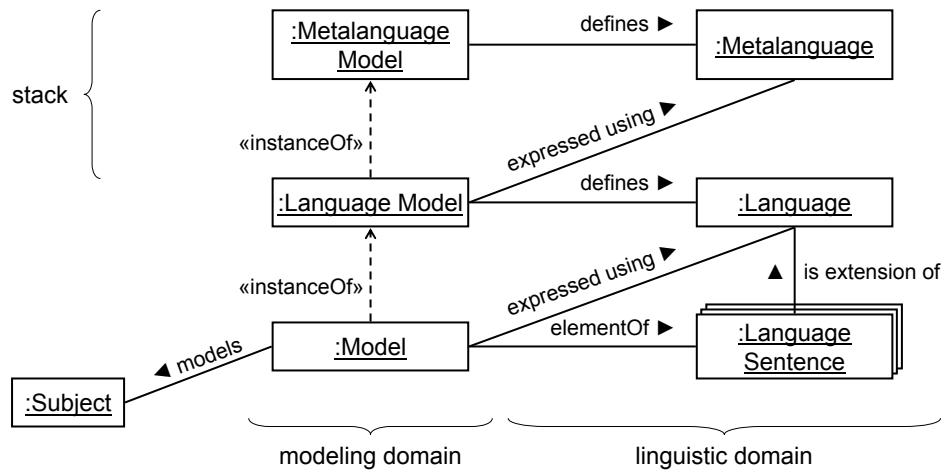 defines ►
:Metalanguage
Model
:Metalanguage
stack
«instanceOf»
expressed using ►
defines ►
:Language Model
:Language
«instanceOf»
expressed using ►
▲ is extension of
elementOf ►
:Model
:Language
Sentence
◄ models
:Subject
modeling domain
linguistic domain